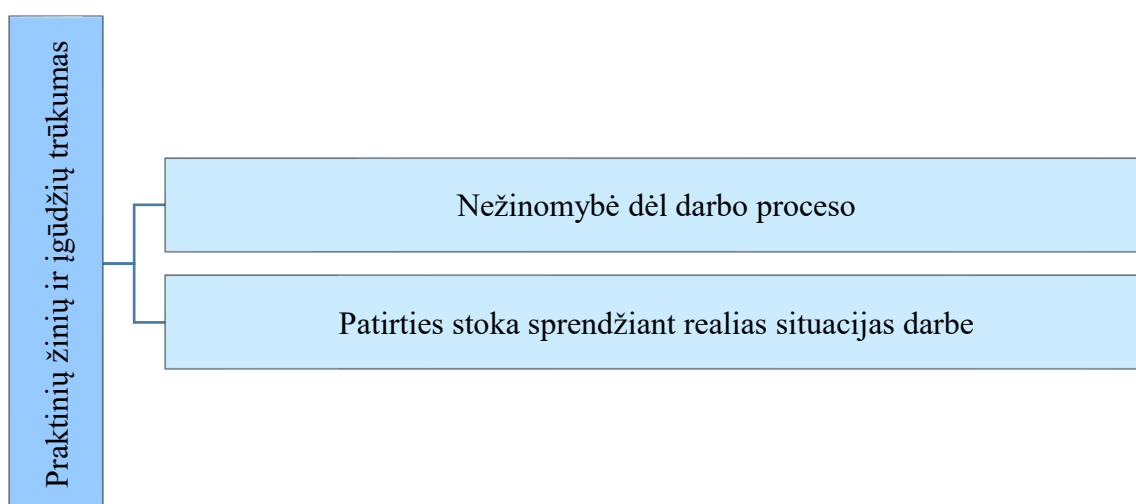 Praktinių žinių ir įgūdžių trūkumas
Nežinomybė dėl darbo proceso
Patirties stoka sprendžiant realias situacijas darbe